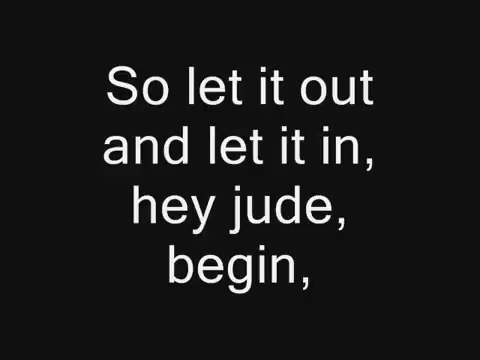 So let it out
and let it in,
hey jude,
begin,